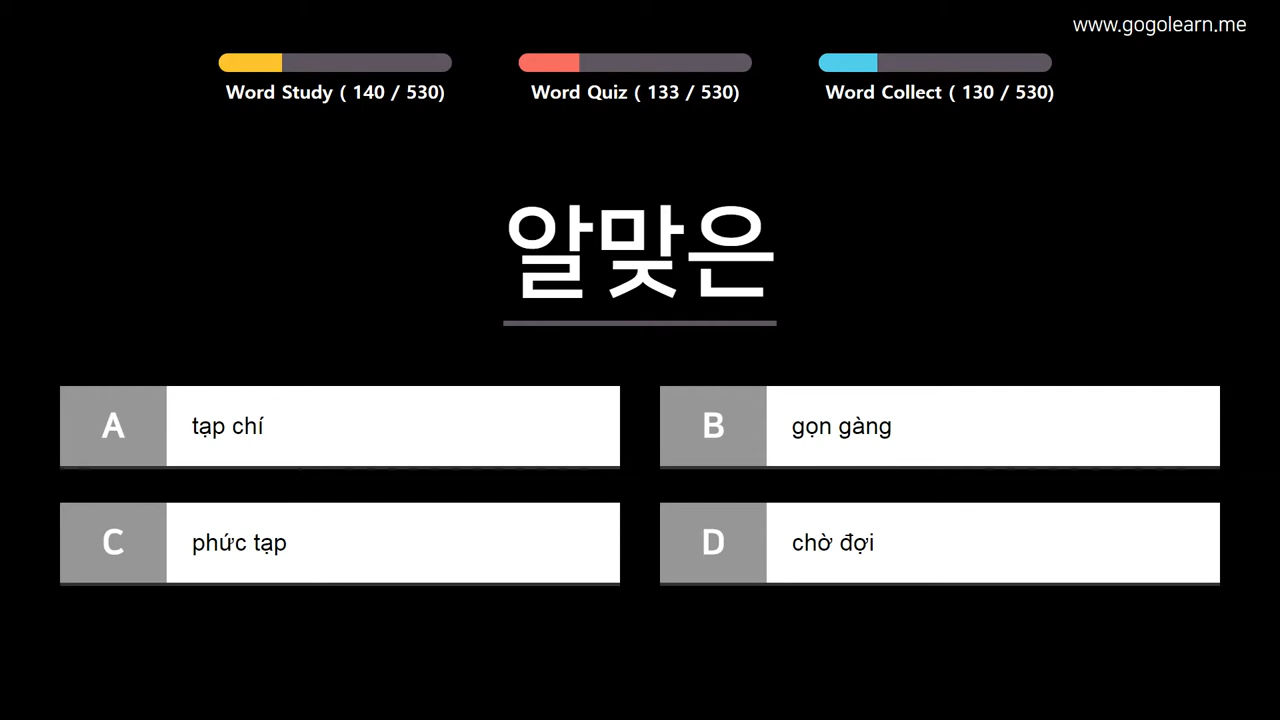 www.gogolearn.me
Word Study ( 140 / 530)
Word Quiz ( 133 / 530)
Word Collect ( 130 / 530)
알맞은
A tạp chí
B gọn gàng
C phức tạp
D chờ đợi